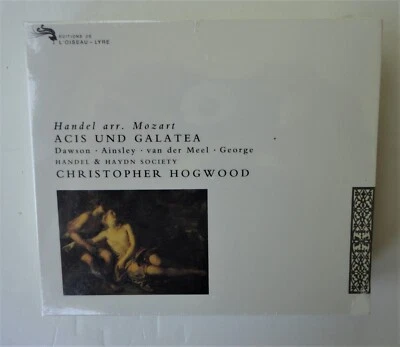 EDITIONS DE
L'OISEAU-LYRE
Handel arr. Mozart
ACIS UND GALATEA
Dawson · Ainsley · van der Meel · George
HANDEL & HAYDN SOCIETY
CHRISTOPHER HOGWOOD